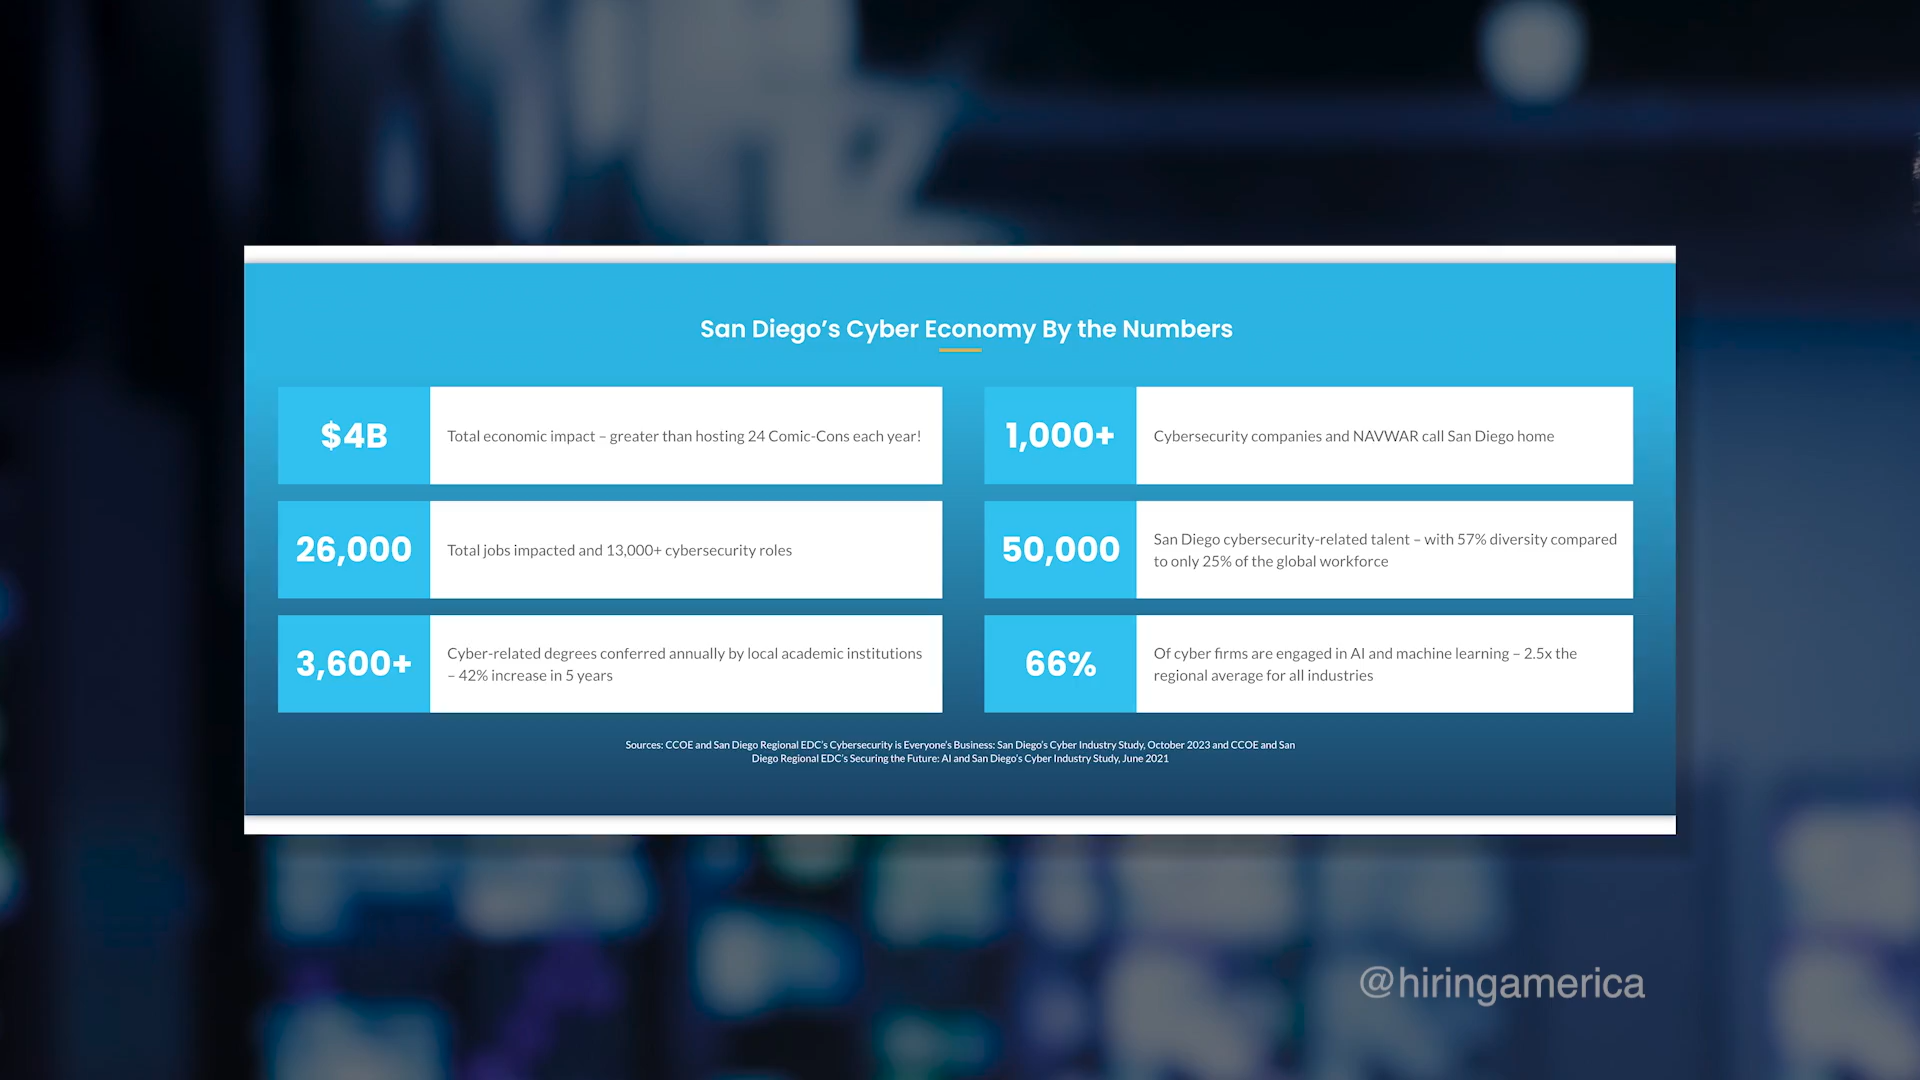 San Diego’s Cyber Economy By the Numbers
$4B
Total economic impact – greater than hosting 24 Comic-Cons each year!
1,000+
Cybersecurity companies and NAVWAR call San Diego home
26,000
Total jobs impacted and 13,000+ cybersecurity roles
50,000
San Diego cybersecurity-related talent – with 57% diversity compared
to only 25% of the global workforce
3,600+
Cyber-related degrees conferred annually by local academic institutions
– 42% increase in 5 years
66%
Of cyber firms are engaged in AI and machine learning – 2.5x the
regional average for all industries
Sources: CCOE and San Diego Regional EDC’s Cybersecurity is Everyone’s Business: San Diego’s Cyber Industry Study, October 2023 and CCOE and San
Diego Regional EDC’s Securing the Future: AI and San Diego’s Cyber Industry Study, June 2021
@hiringamerica